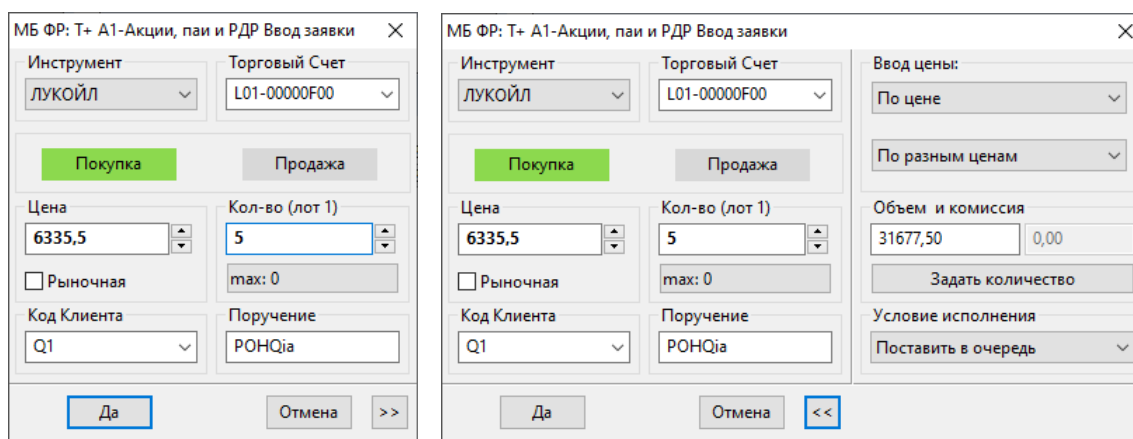 МБ ФР: Т+ А1-Акции, паи и РДР Ввод заявки
Инструмент Торговый Счет
ЛУКОЙЛ L01-00000F00
Покупка Продажа
Цена Кол-во (лот 1)
6335,5 5
Рыночная max: 0
Код Клиента Поручение
Q1 POHQia
Да Отмена >>
МБ ФР: Т+ А1-Акции, паи и РДР Ввод заявки
Инструмент Торговый Счет Ввод цены:
ЛУКОЙЛ L01-00000F00 По цене
Покупка Продажа По разным ценам
Цена Кол-во (лот 1) Объем и комиссия
6335,5 5 31677,50 0,00
Рыночная max: 0 Задать количество
Код Клиента Поручение Условие исполнения
Q1 POHQia Поставить в очередь
Да Отмена <<